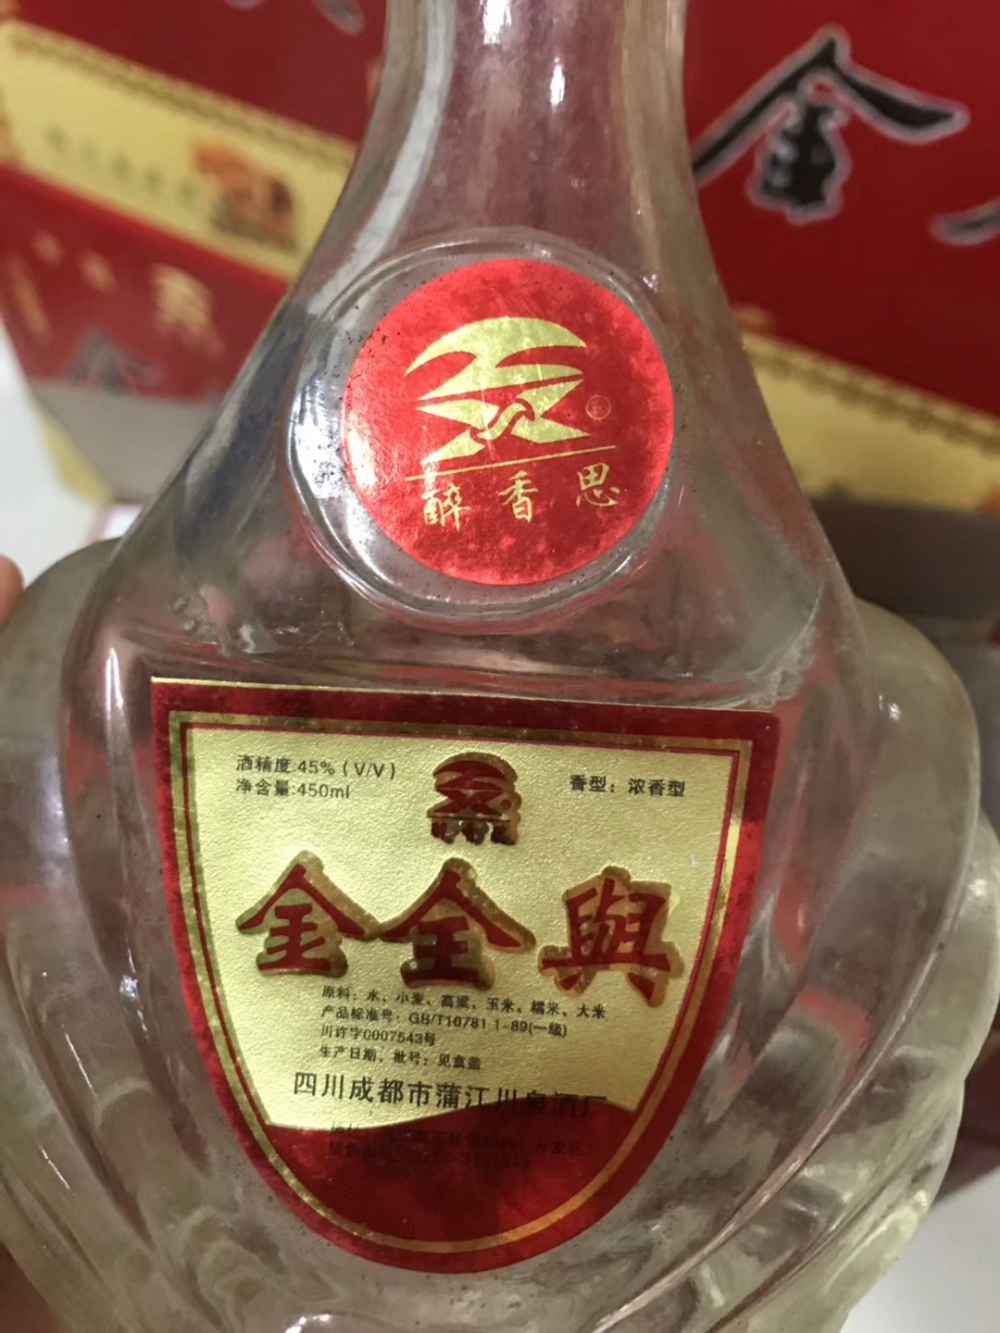 金
醉香思
酒精度:45%(V/V)
净含量:450ml
香型：浓香型
金全興
原料：水、小麦、高粱、玉米、糯米、大米
产品标准号：GB/T10781 1-89(一级)
川许字0007543号
生产日期、批号：见盒盖
四川成都市蒲江川泉酒厂